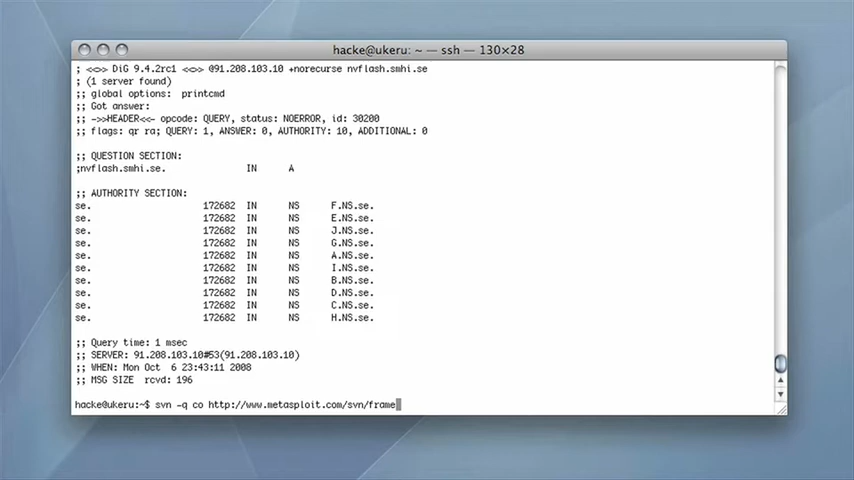 hacke@ukeru: ~ — ssh — 130×28
; <<>> DiG 9.4.2rc1 <<>> @91.208.103.10 +norecurse nvflash.smhi.se
; (1 server found)
;; global options:  printcmd
;; Got answer:
;; ->>HEADER<<- opcode: QUERY, status: NOERROR, id: 30200
;; flags: qr ra; QUERY: 1, ANSWER: 0, AUTHORITY: 10, ADDITIONAL: 0
;; QUESTION SECTION:
;nvflash.smhi.se. IN A
;; AUTHORITY SECTION:
se. 172682 IN NS F.NS.se.
se. 172682 IN NS E.NS.se.
se. 172682 IN NS J.NS.se.
se. 172682 IN NS G.NS.se.
se. 172682 IN NS A.NS.se.
se. 172682 IN NS I.NS.se.
se. 172682 IN NS B.NS.se.
se. 172682 IN NS D.NS.se.
se. 172682 IN NS C.NS.se.
se. 172682 IN NS H.NS.se.
;; Query time: 1 msec
;; SERVER: 91.208.103.10#53(91.208.103.10)
;; WHEN: Mon Oct  6 23:43:11 2008
;; MSG SIZE  rcvd: 196
hacke@ukeru:~$ svn -q co http://www.metasploit.com/svn/frame